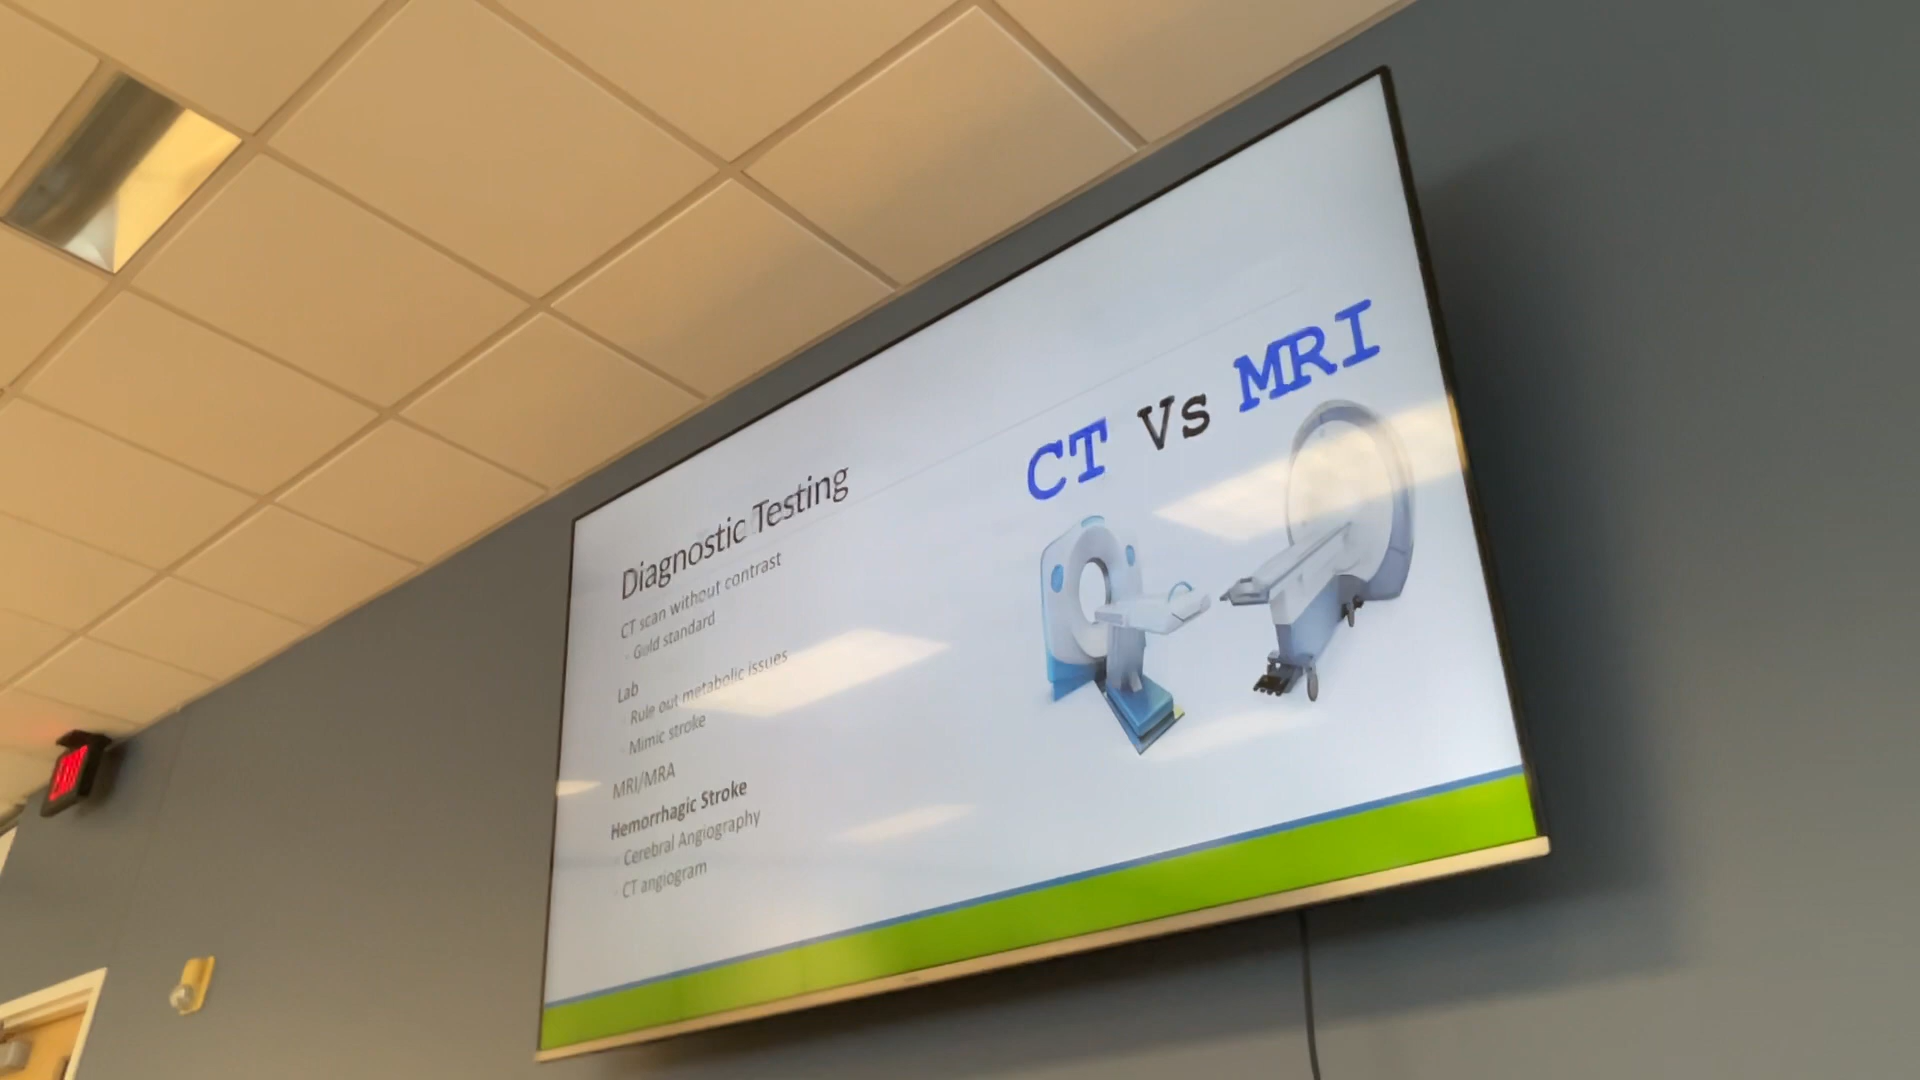 Diagnostic Testing
CT scan without contrast
Gold standard
Lab
Rule out metabolic issues
Mimic stroke
MRI/MRA
Hemorrhagic Stroke
Cerebral Angiography
CT angiogram
CT Vs MRI